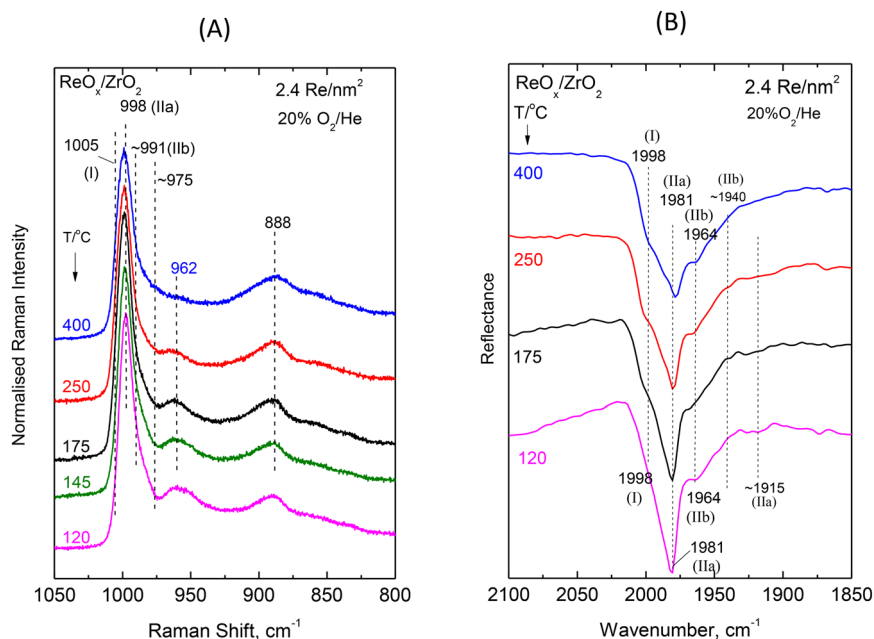 (A)
ReOx/ZrO2
2.4 Re/nm2
998 (IIa)
20% O2/He
1005
~991(IIb)
(I)
~975
888
T/oC
962
400
250
175
145
120
Normalised Raman Intensity
1050 1000 950 900 850 800
Raman Shift, cm-1
(B)
ReOx/ZrO2
2.4 Re/nm2
T/oC
20%O2/He
(I)
1998
(IIa)
(IIb)
400
1981
~1940
(IIb)
1964
250
175
120
1998
1964
~1915
(I)
(IIb)
(IIa)
1981
(IIa)
Reflectance
2100 2050 2000 1950 1900 1850
Wavenumber, cm-1